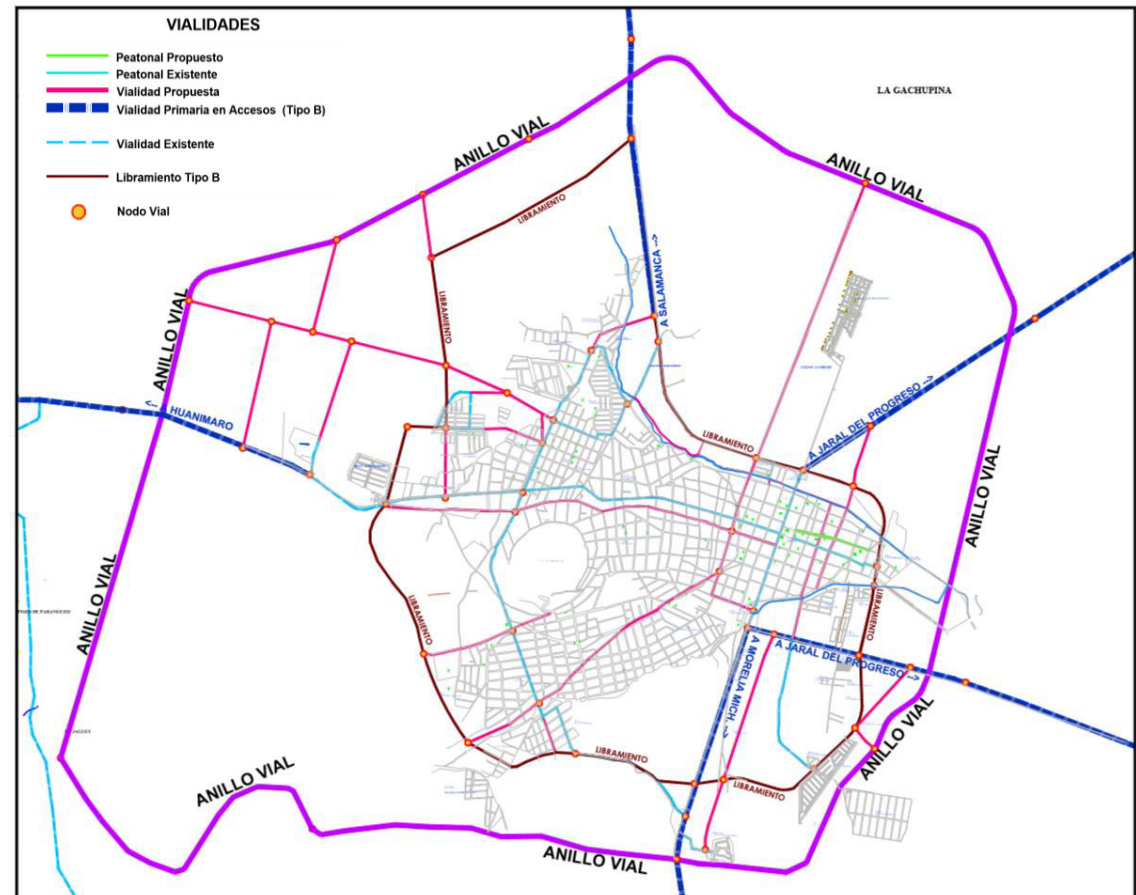 VIALIDADES
Peatonal Propuesto
Peatonal Existente
Vialidad Propuesta
Vialidad Primaria en Accesos (Tipo B)
Vialidad Existente
Libramiento Tipo B
Nodo Vial
LA GACHUPINA
ANILLO VIAL
ANILLO VIAL
LIBRAMIENTO
A SALAMANCA -->
LIBRAMIENTO
ANILLO VIAL
<-- HUANIMARO
A JARAL DEL PROGRESO -->
LIBRAMIENTO
ANILLO VIAL
ANILLO VIAL
LIBRAMIENTO
LIBRAMIENTO
A JARAL DEL PROGRESO -->
A MORELIA MICH. -->
ANILLO VIAL
LIBRAMIENTO
LIBRAMIENTO
ANILLO VIAL
ANILLO VIAL